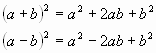 (a + b)² = a² + 2ab + b²
(a − b)² = a² − 2ab + b²